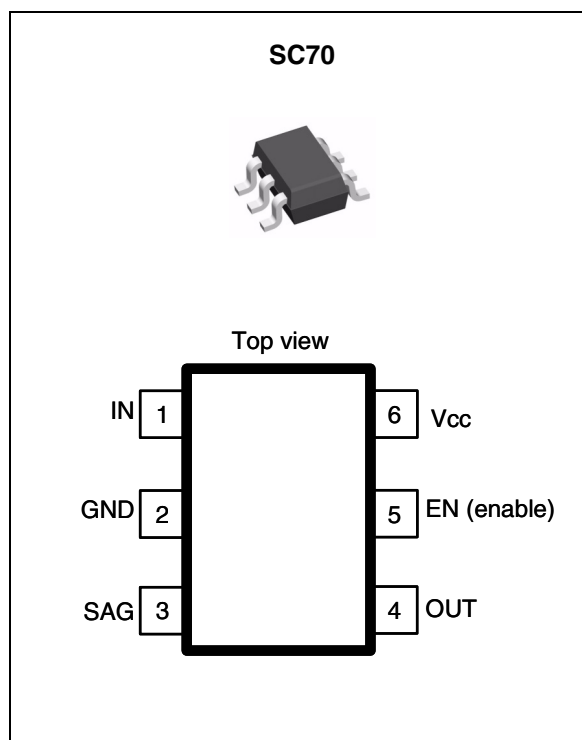 SC70
Top view
IN 1 6 Vcc
GND 2 5 EN (enable)
SAG 3 4 OUT